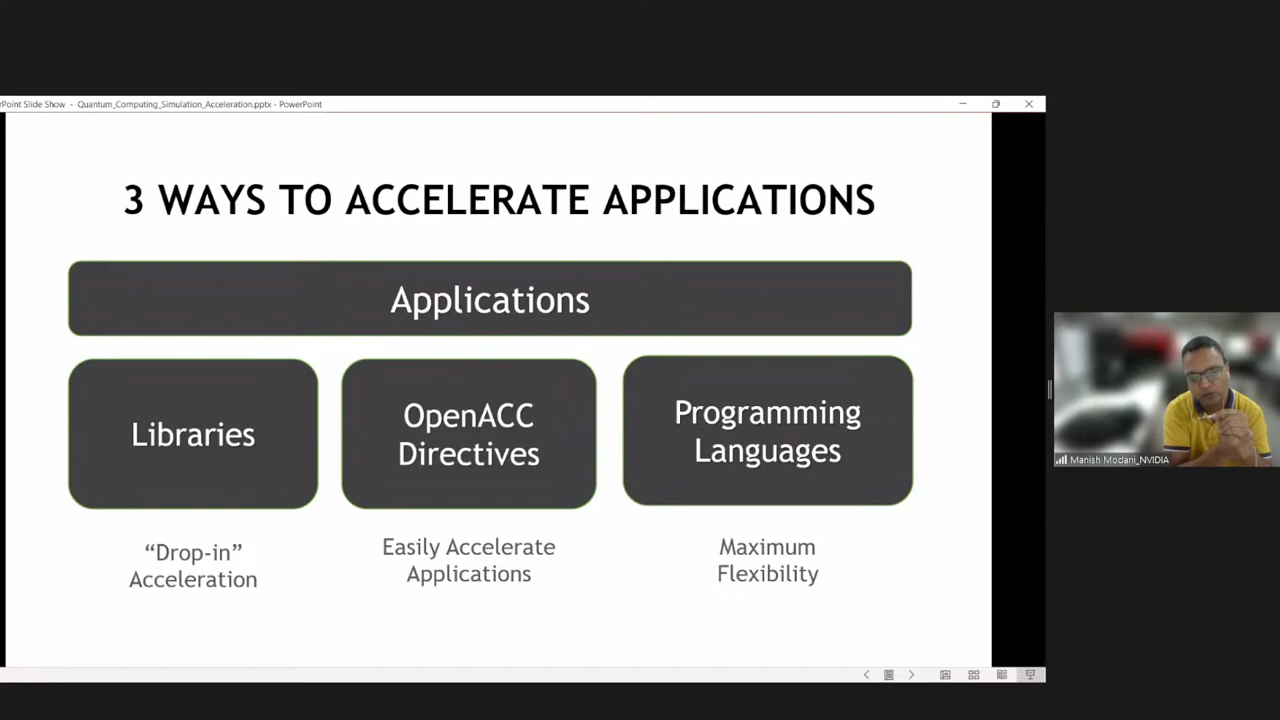 rPoint Slide Show - Quantum_Computing_Simulation_Acceleration.pptx - PowerPoint
3 WAYS TO ACCELERATE APPLICATIONS
Applications
Libraries
OpenACC
Directives
Programming
Languages
“Drop-in”
Acceleration
Easily Accelerate
Applications
Maximum
Flexibility
Manish Modani_NVIDIA